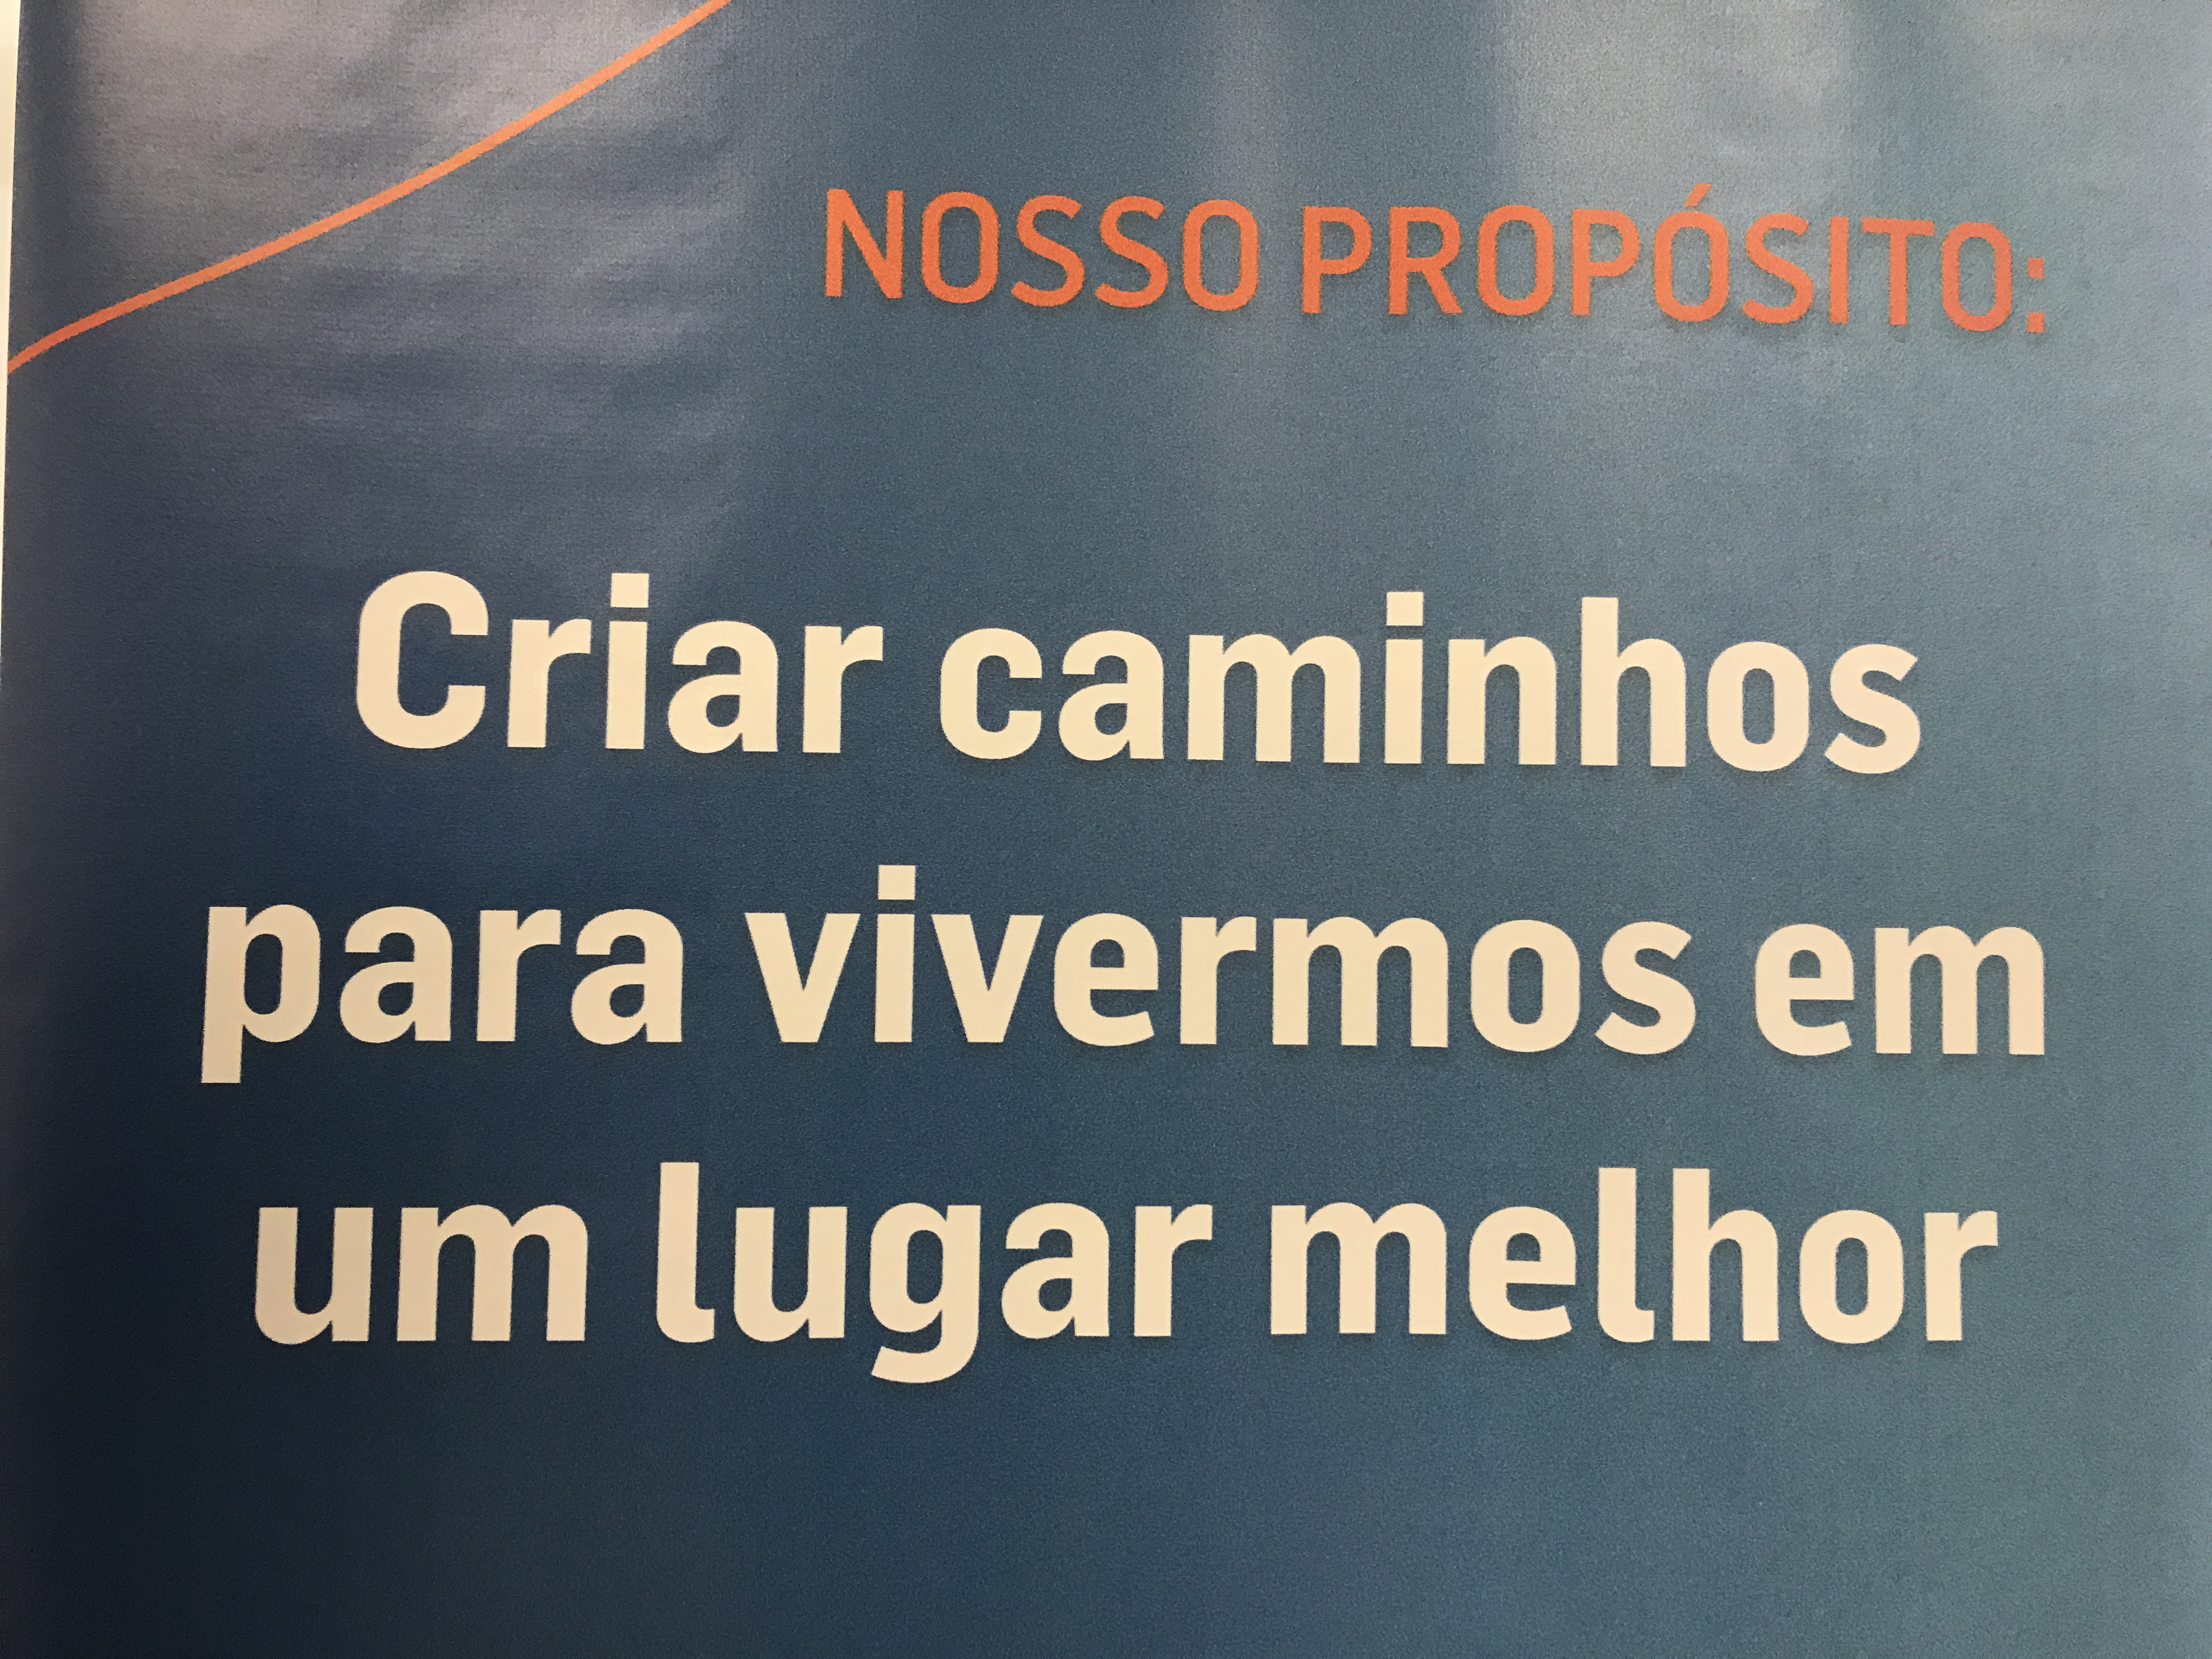 NOSSO PROPÓSITO:
Criar caminhos
para vivermos em
um lugar melhor